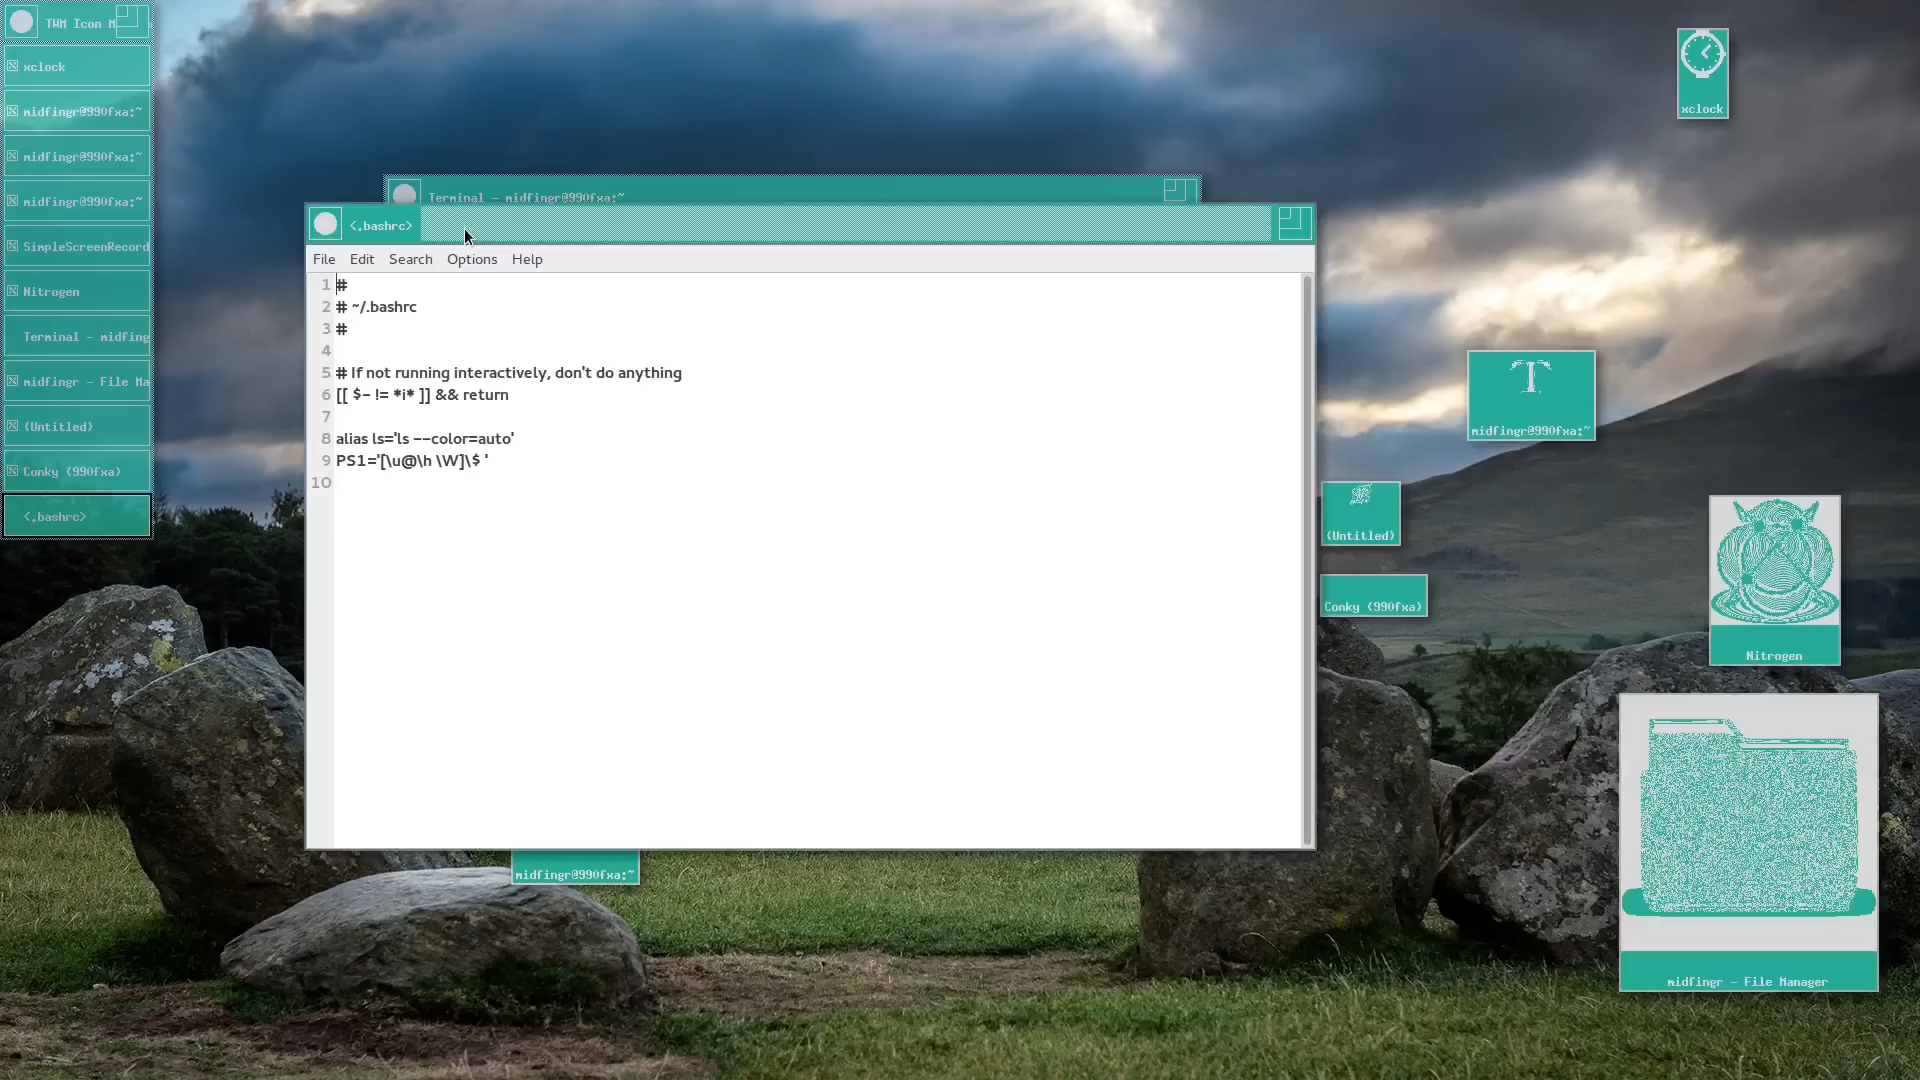 TWM Icon M
xclock
midfingr@990fxa:~
midfingr@990fxa:~
midfingr@990fxa:~
SimpleScreenRecord
Nitrogen
Terminal - midfing
midfingr - File Ma
(Untitled)
Conky (990fxa)
<.bashrc>
xclock
Terminal - midfingr@990fxa:~
<.bashrc>
File Edit Search Options Help
1 #
2 # ~/.bashrc
3 #
4
5 # If not running interactively, don't do anything
6 [[ $- != *i* ]] && return
7
8 alias ls='ls --color=auto'
9 PS1='[\u@\h \W]\$ '
10
T
midfingr@990fxa:~
(Untitled)
Conky (990fxa)
Nitrogen
midfingr@990fxa:~
midfingr - File Manager